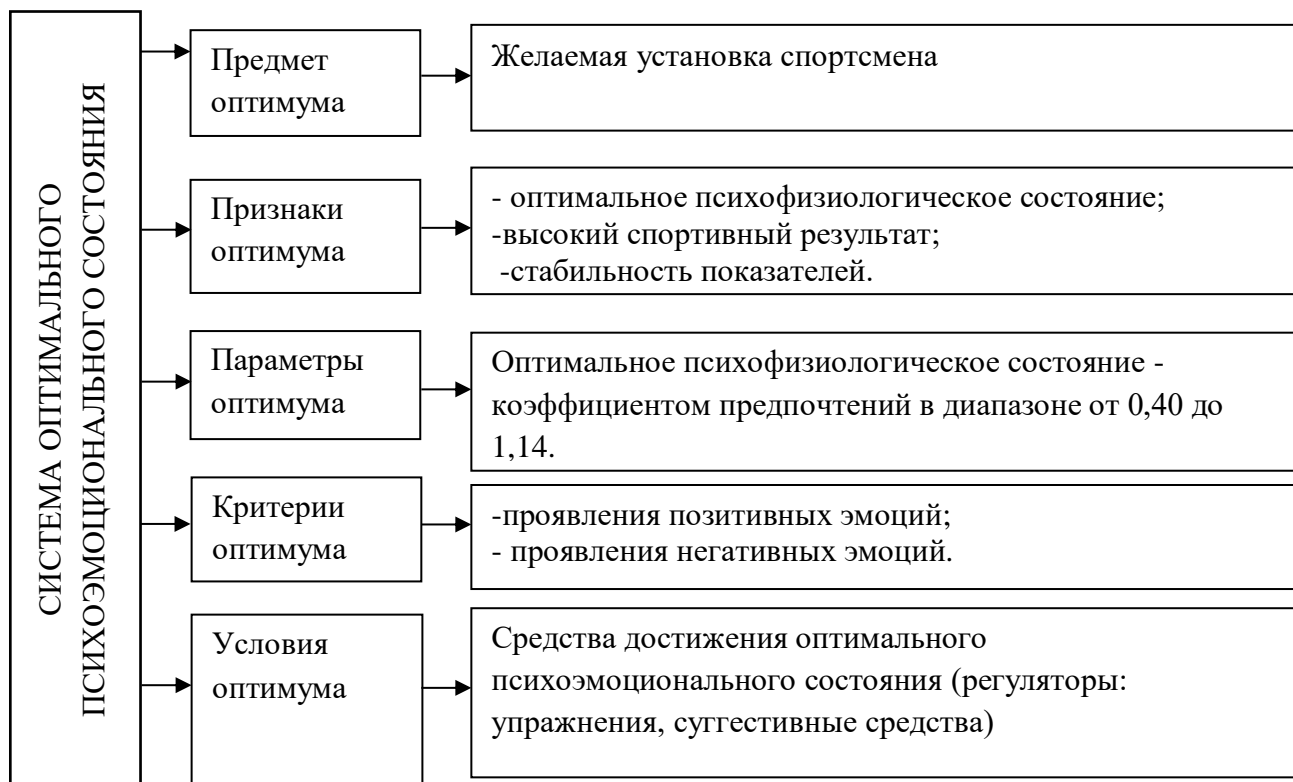 СИСТЕМА ОПТИМАЛЬНОГО
ПСИХОЭМОЦИОНАЛЬНОГО СОСТОЯНИЯ
Предмет
оптимума
Желаемая установка спортсмена
Признаки
оптимума
- оптимальное психофизиологическое состояние;
-высокий спортивный результат;
-стабильность показателей.
Параметры
оптимума
Оптимальное психофизиологическое состояние -
коэффициентом предпочтений в диапазоне от 0,40 до
1,14.
Критерии
оптимума
-проявления позитивных эмоций;
- проявления негативных эмоций.
Условия
оптимума
Средства достижения оптимального
психоэмоционального состояния (регуляторы:
упражнения, суггестивные средства)